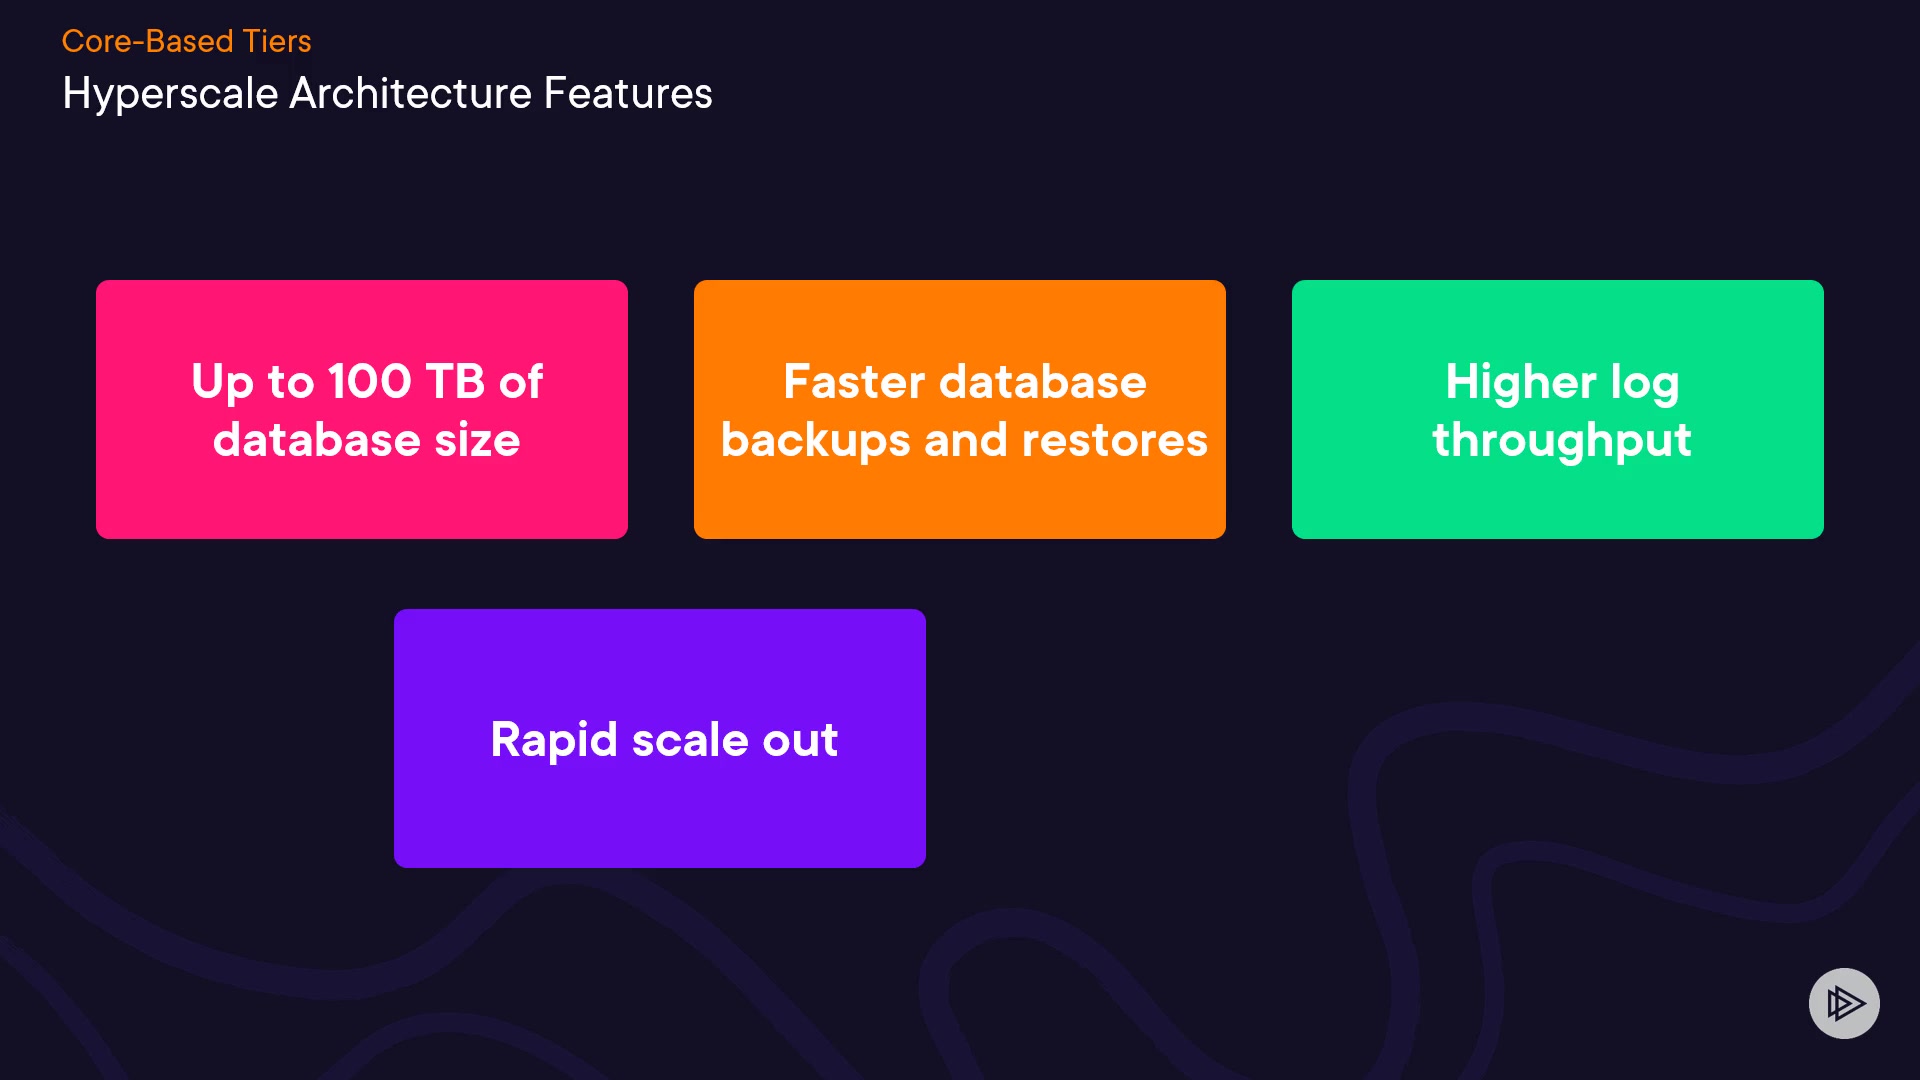 Core-Based Tiers
Hyperscale Architecture Features
Up to 100 TB of
database size
Faster database
backups and restores
Higher log
throughput
Rapid scale out